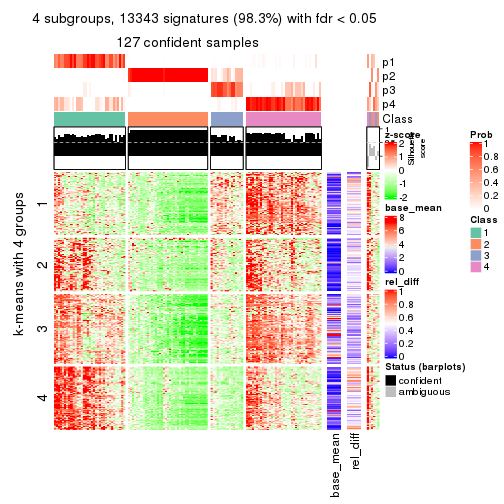 4 subgroups, 13343 signatures (98.3%) with fdr < 0.05
127 confident samples
p1
p2
p3
p4
Class
z-score
2
1
0
-1
-2
Silhouette
score
base_mean
8
6
4
2
0
rel_diff
1
0.8
0.6
0.4
0.2
0
Status (barplots)
confident
ambiguous
Prob
1
0.8
0.6
0.4
0.2
0
Class
1
2
3
4
k-means with 4 groups
1
2
3
4
base_mean
rel_diff